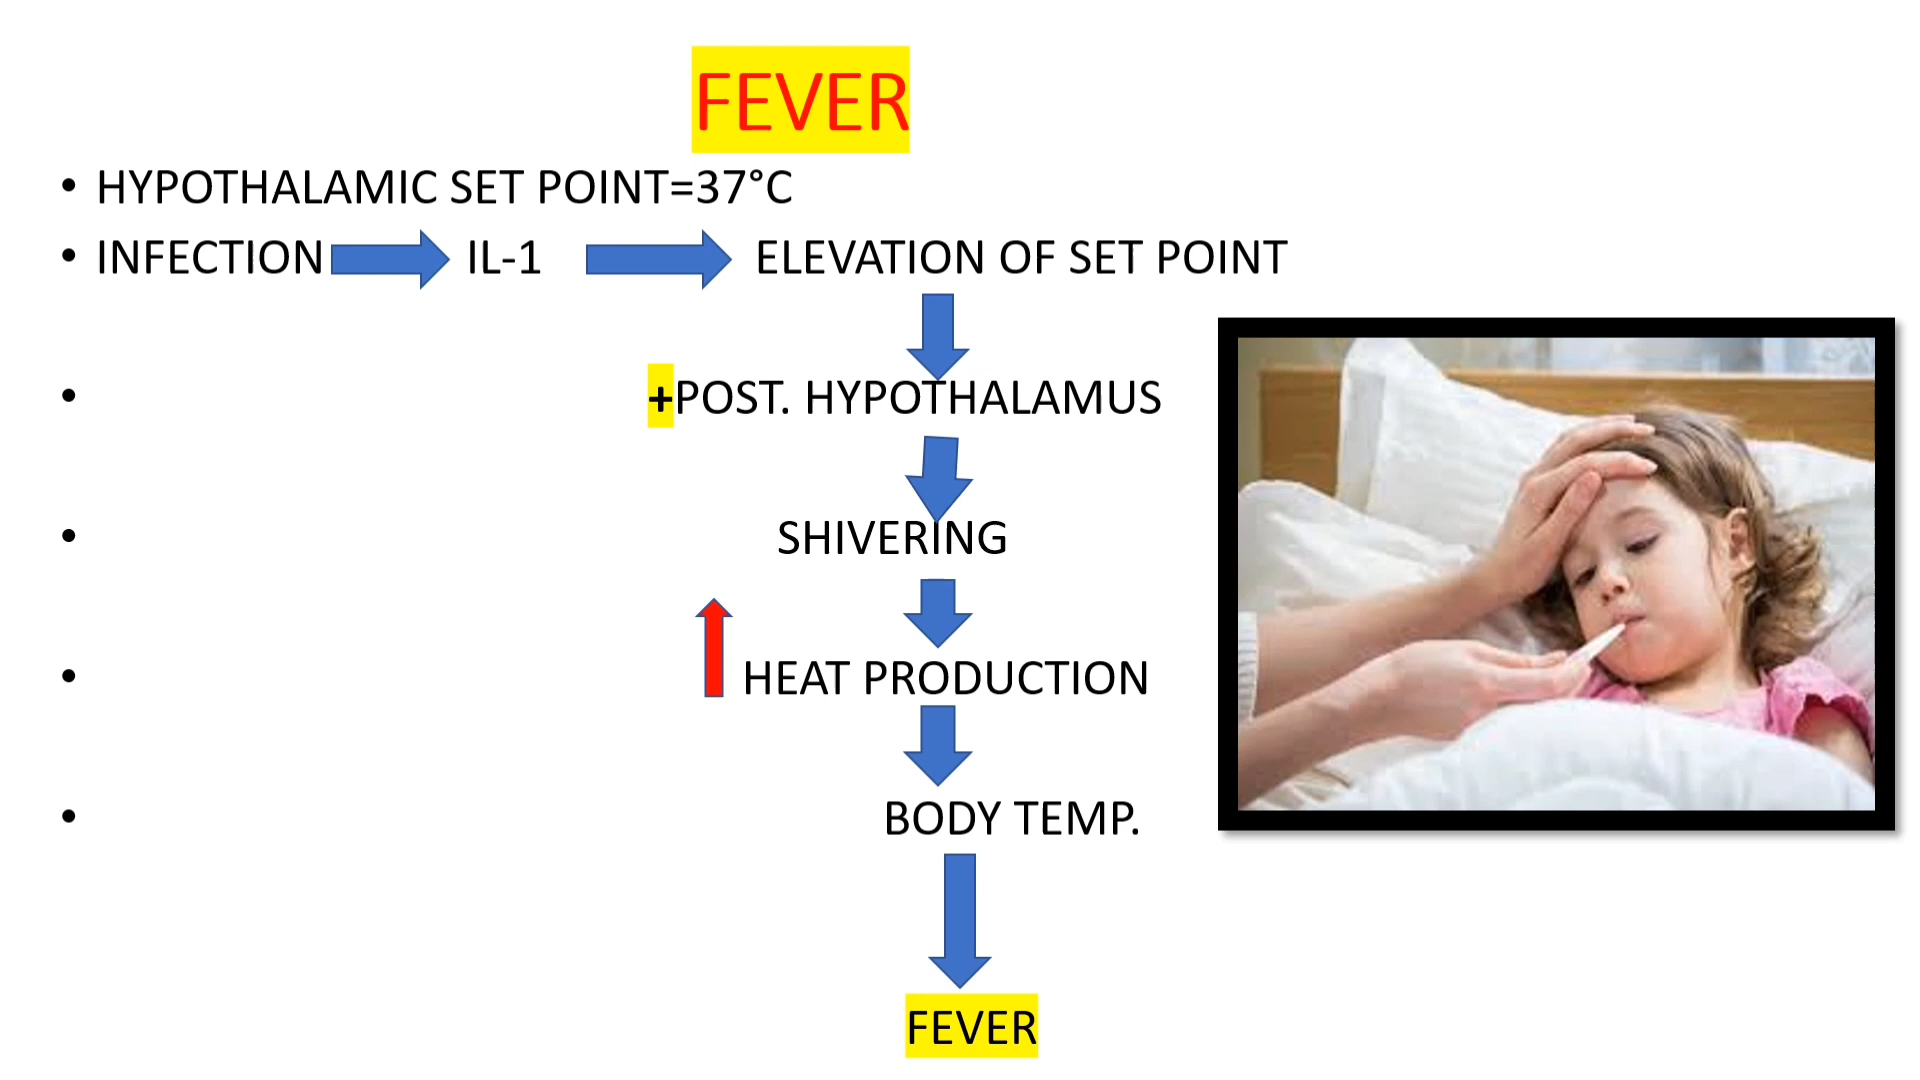 FEVER
• HYPOTHALAMIC SET POINT=37°C
• INFECTION IL-1 ELEVATION OF SET POINT
• +POST. HYPOTHALAMUS
• SHIVERING
• HEAT PRODUCTION
• BODY TEMP.
FEVER